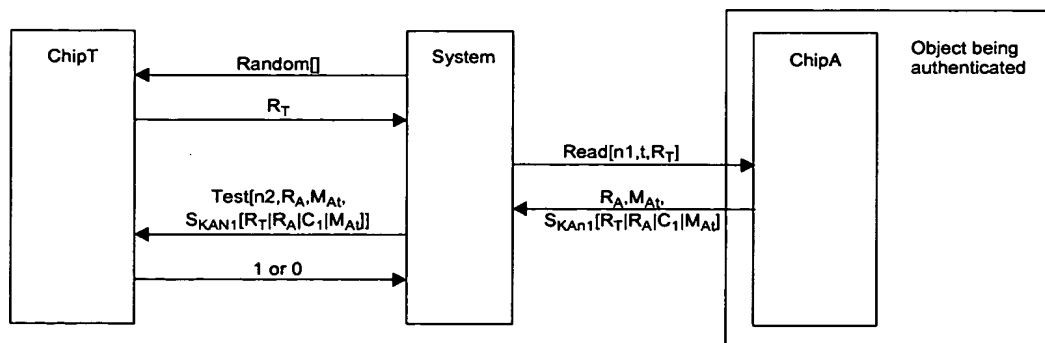 ChipT
System
ChipA
Object being
authenticated
Random[]
R_T
Read[n1,t,R_T]
Test[n2,R_A,M_At,
S_KAN1[R_T|R_A|C_1|M_At]]
R_A,M_At,
S_KAn1[R_T|R_A|C_1|M_At]
1 or 0